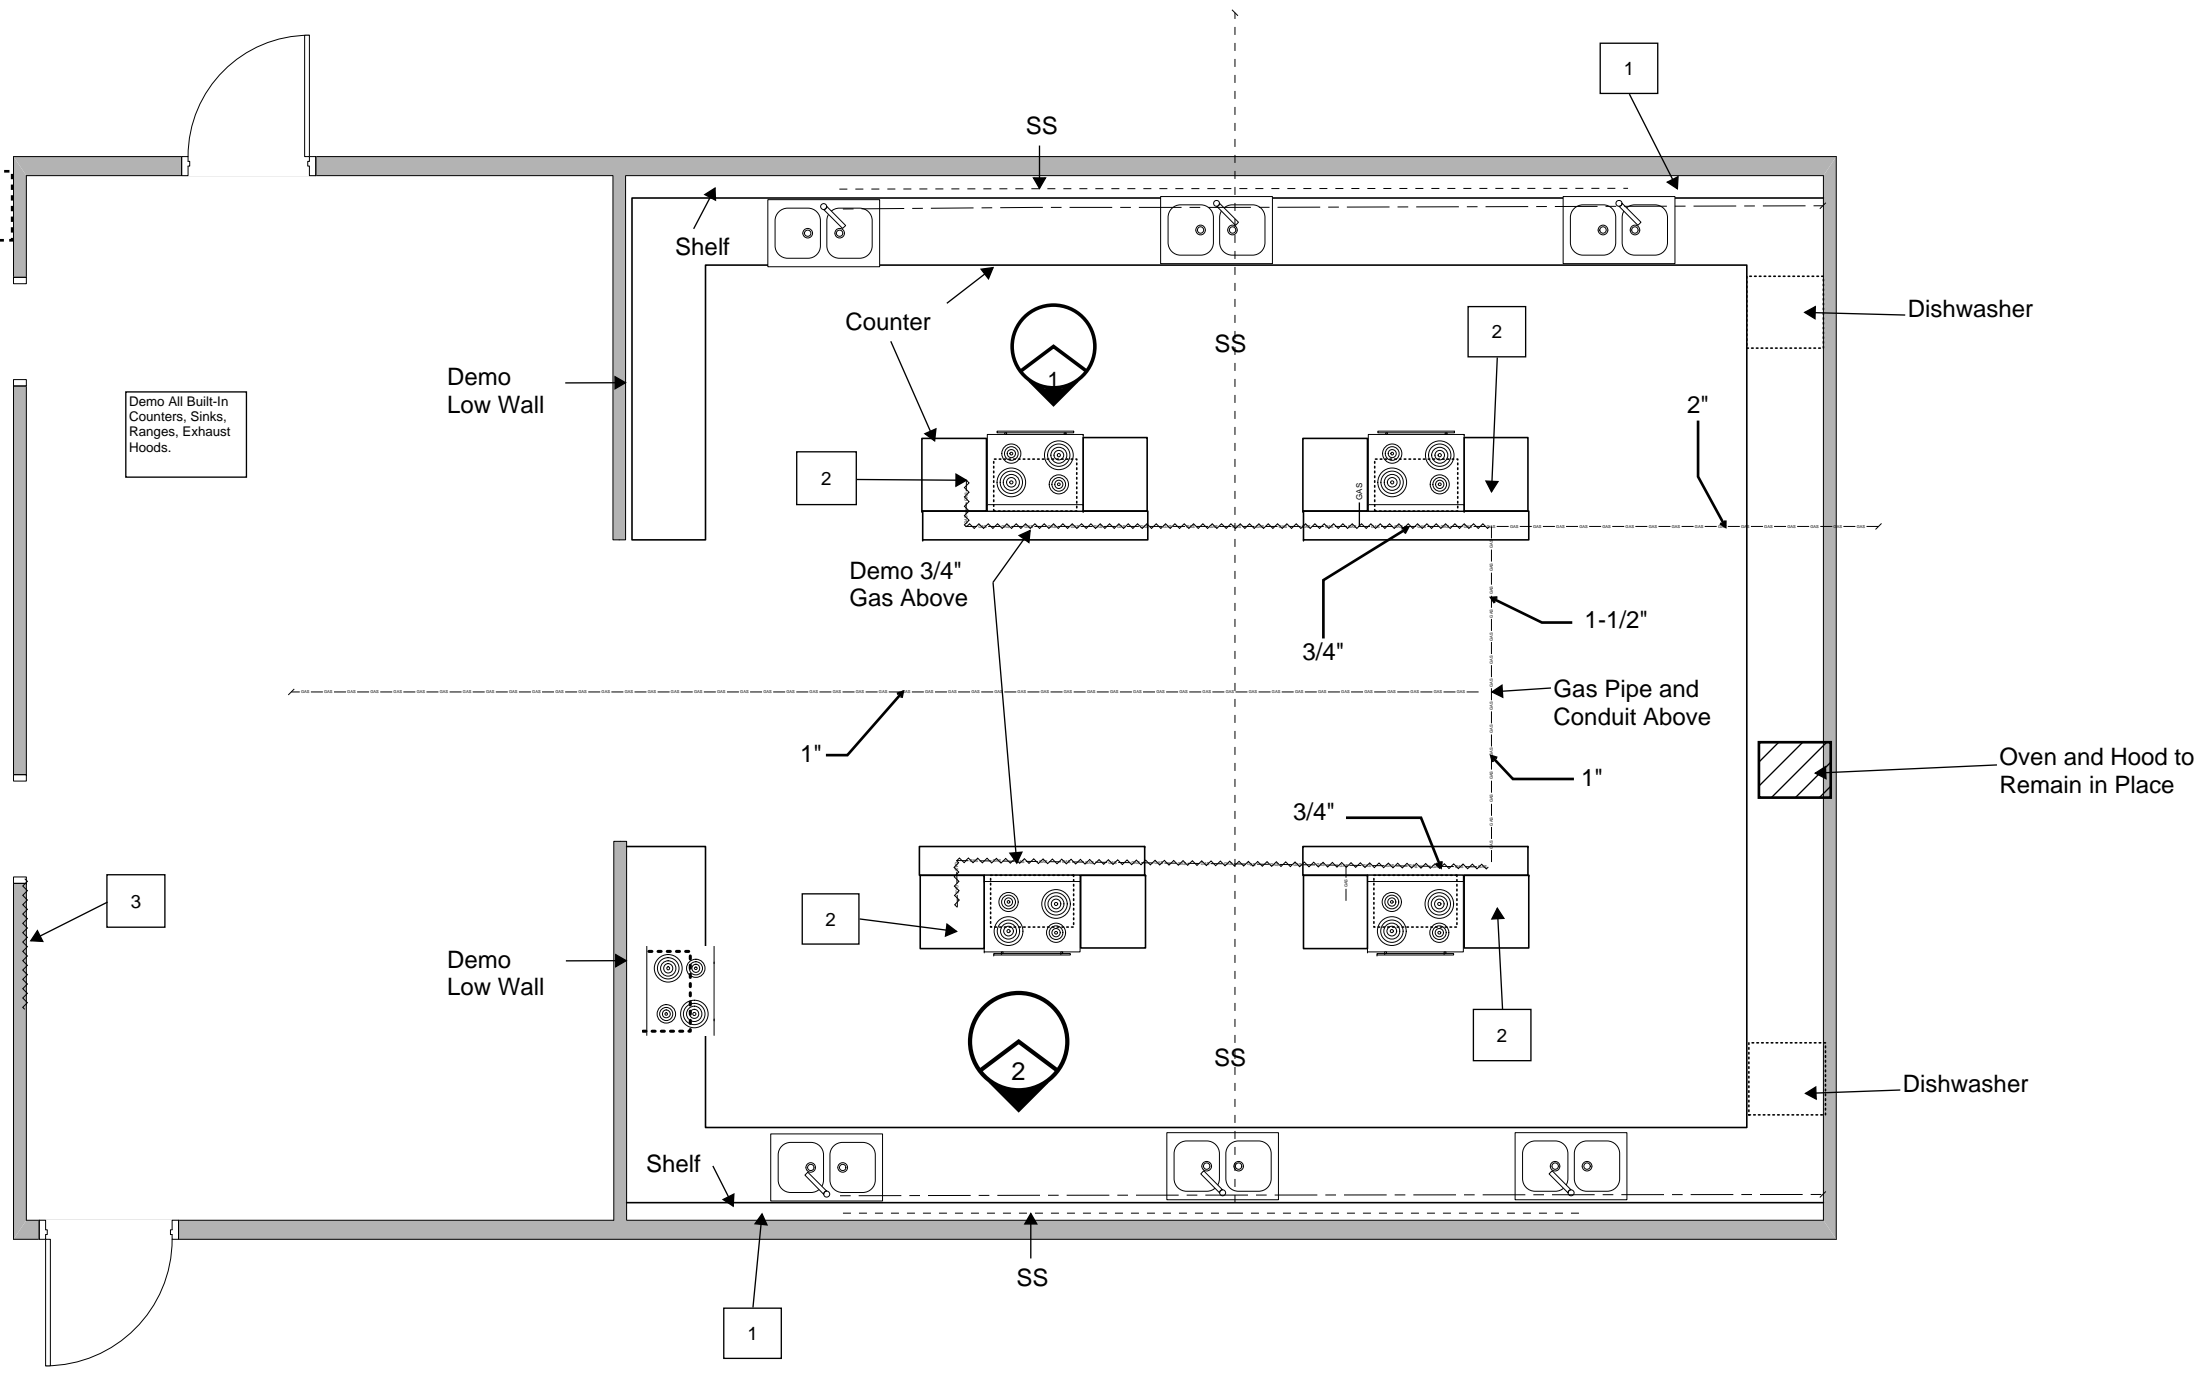 1
SS
Shelf
Dishwasher
Counter
1
SS
2
Demo
Low Wall
Demo All Built-In
Counters, Sinks,
Ranges, Exhaust
Hoods.
2"
2
GAS
Demo 3/4"
Gas Above
1-1/2"
3/4"
Gas Pipe and
Conduit Above
1"
1"
Oven and Hood to
Remain in Place
3/4"
3
2
Demo
Low Wall
2
2
SS
Dishwasher
Shelf
SS
1